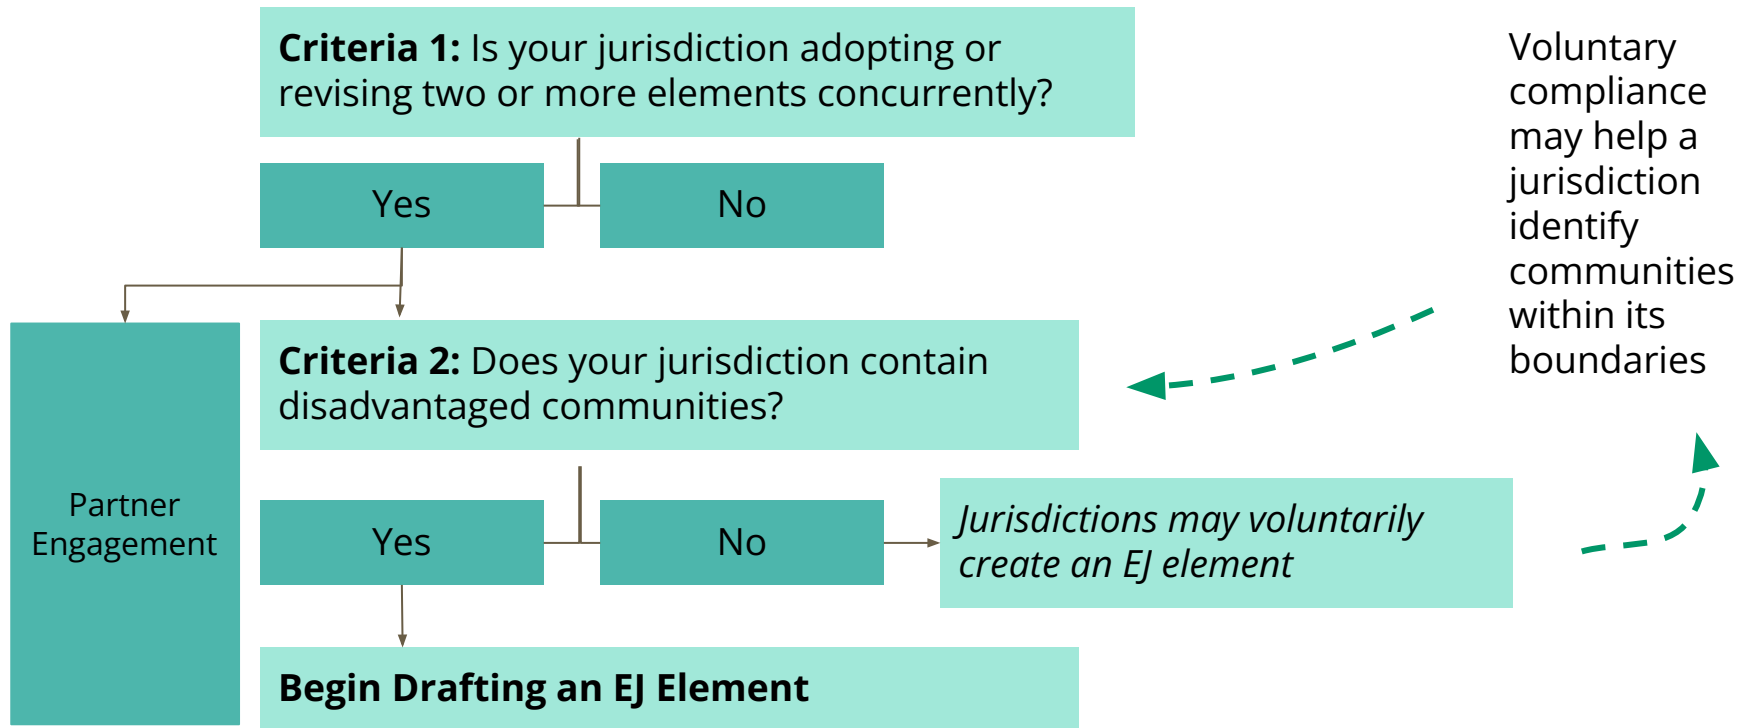 Criteria 1: Is your jurisdiction adopting or
revising two or more elements concurrently?
Yes
No
Voluntary
compliance
may help a
jurisdiction
identify
communities
within its
boundaries
Criteria 2: Does your jurisdiction contain
disadvantaged communities?
Partner
Engagement
Yes
No
Jurisdictions may voluntarily
create an EJ element
Begin Drafting an EJ Element